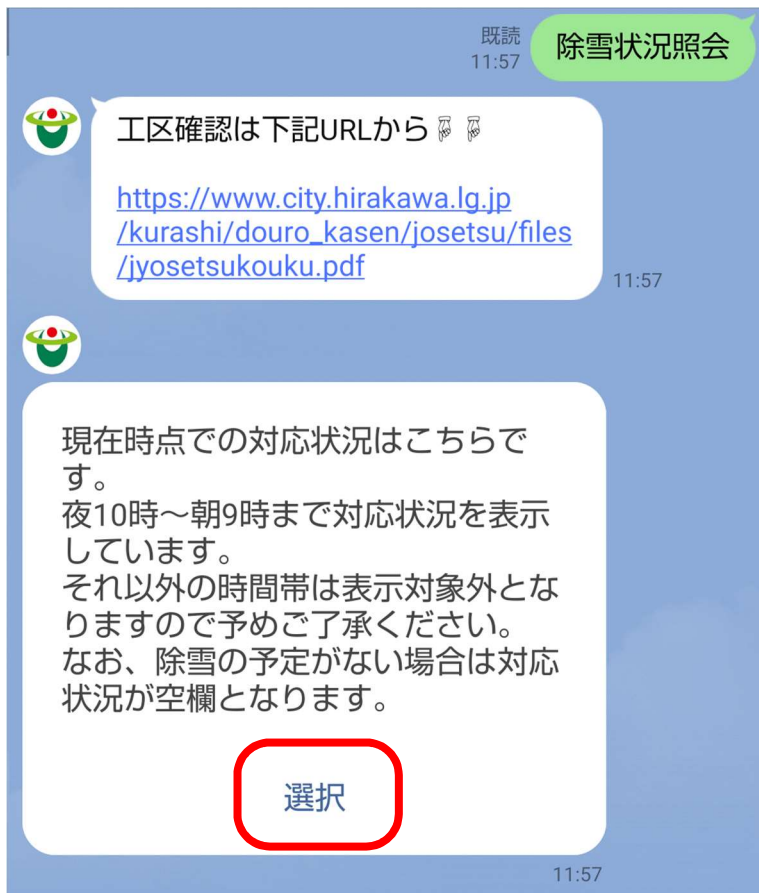 既読
11:57
除雪状況照会
工区確認は下記URLから☟☟
https://www.city.hirakawa.lg.jp
/kurashi/douro_kasen/josetsu/files
/jyosetsukouku.pdf
11:57
現在時点での対応状況はこちらで
す。
夜10時～朝9時まで対応状況を表示
しています。
それ以外の時間帯は表示対象外とな
りますので予めご了承ください。
なお、除雪の予定がない場合は対応
状況が空欄となります。
選択
11:57